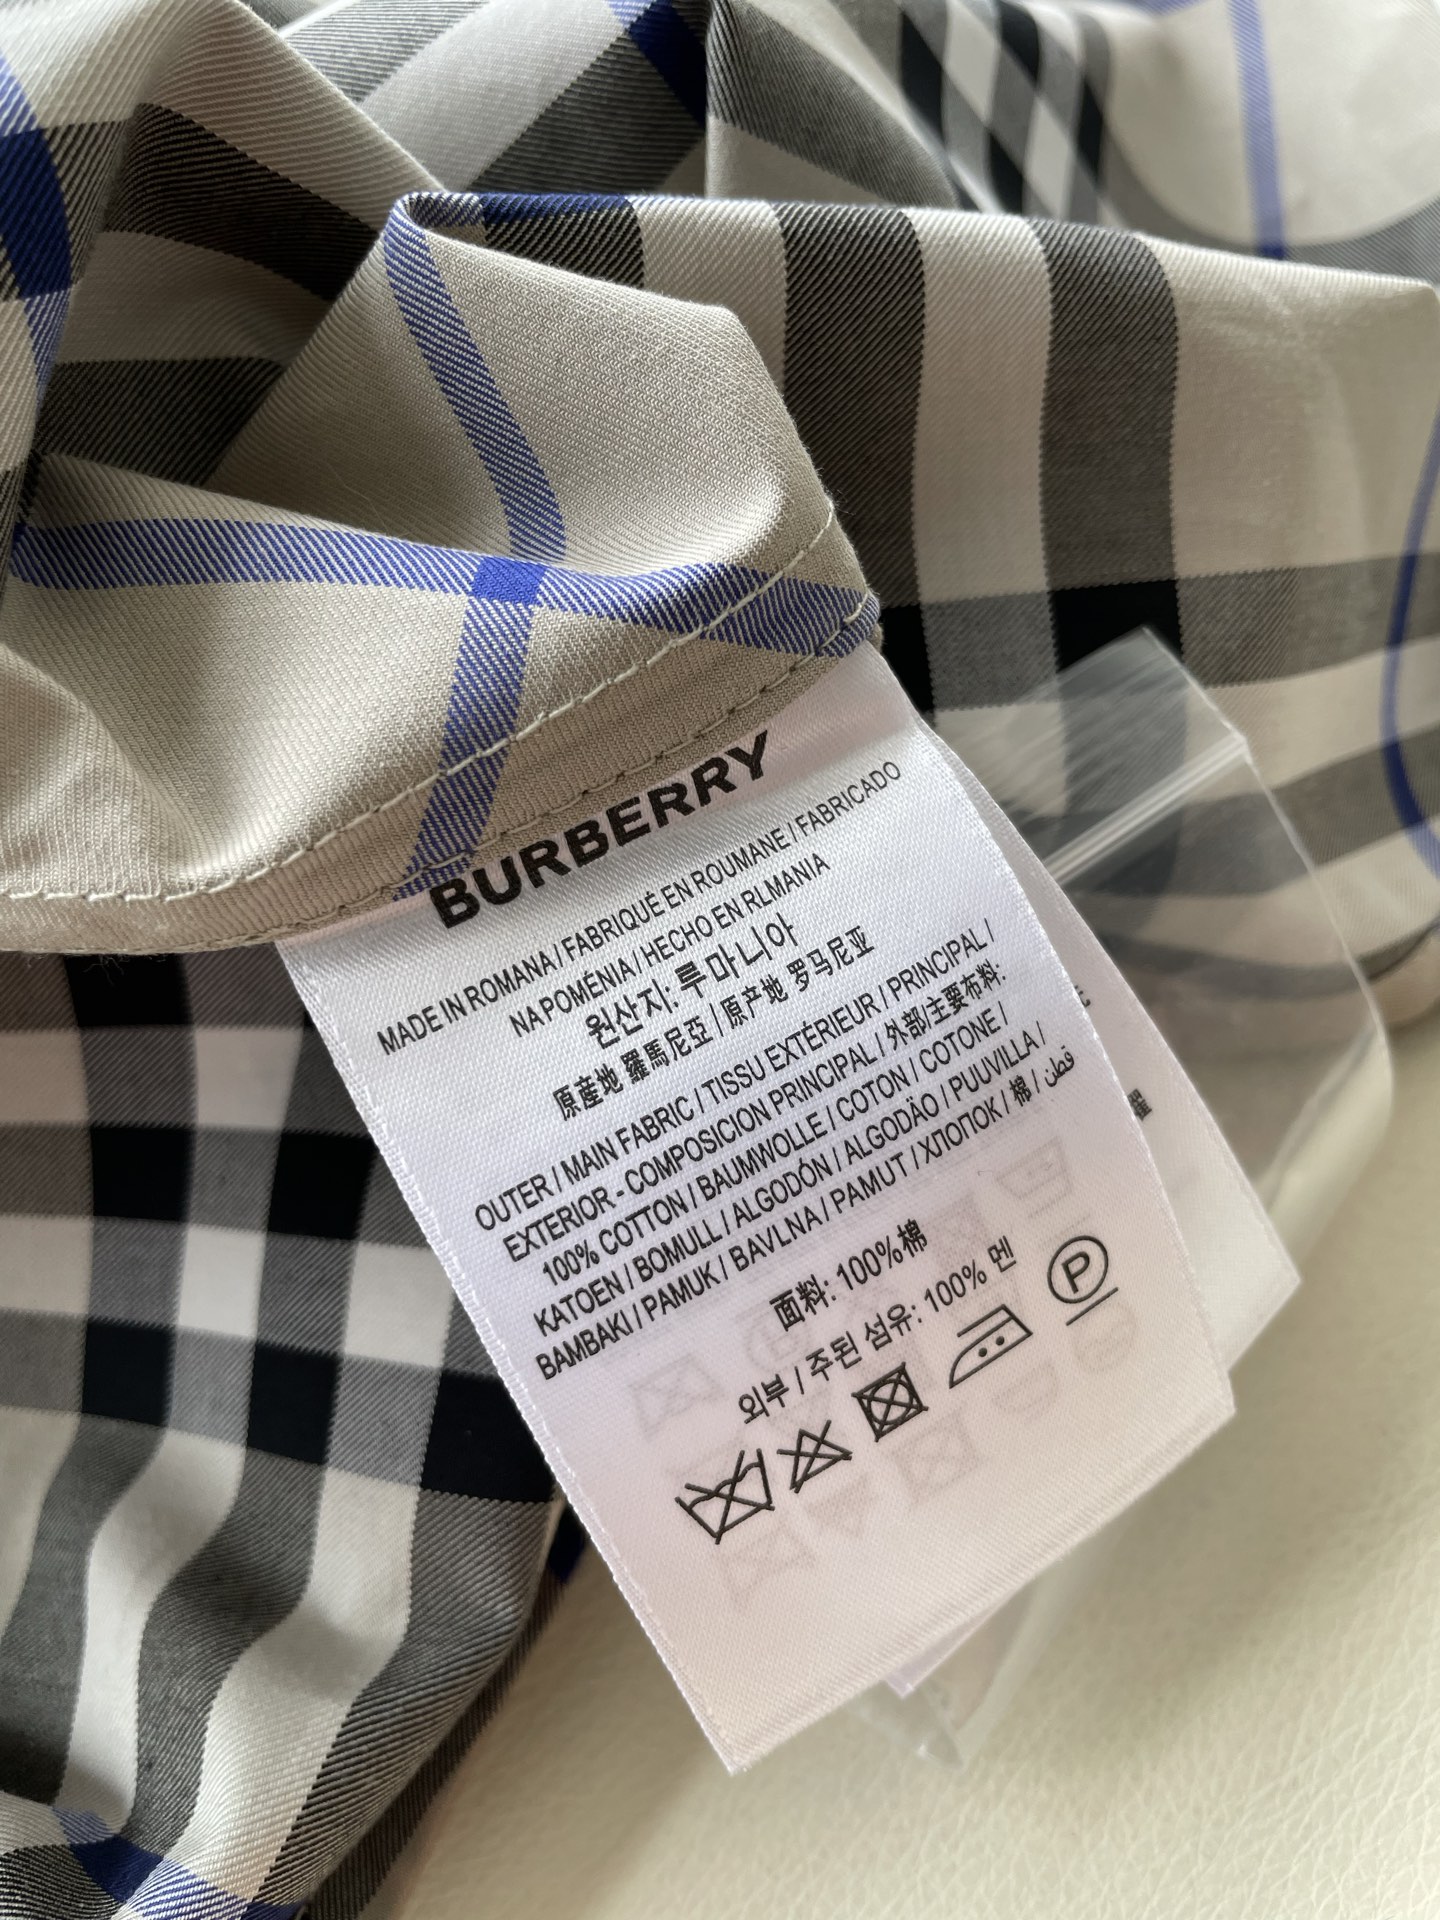 BURBERRY
MADE IN ROMANA / FABRIQUÉ EN ROUMANE / FABRICADO
NAPOMÉNIA / HECHO EN RLMANIA
원산지: 루마니아
原產地 羅馬尼亞 / 原产地 罗马尼亚
OUTER / MAIN FABRIC / TISSU EXTÉRIEUR / PRINCIPAL /
EXTERIOR - COMPOSICION PRINCIPAL / 外部/主要布料:
100% COTTON / BAUMWOLLE / COTON / COTONE /
KATOEN / BOMULL / ALGODÓN / ALGODÃO / PUUVILLA /
BAMBAKI / PAMUK / BAVLNA / PAMUT / ХЛОПОК / 棉 / قطن
面料: 100%棉
외부 / 주된 섬유: 100% 멘
P